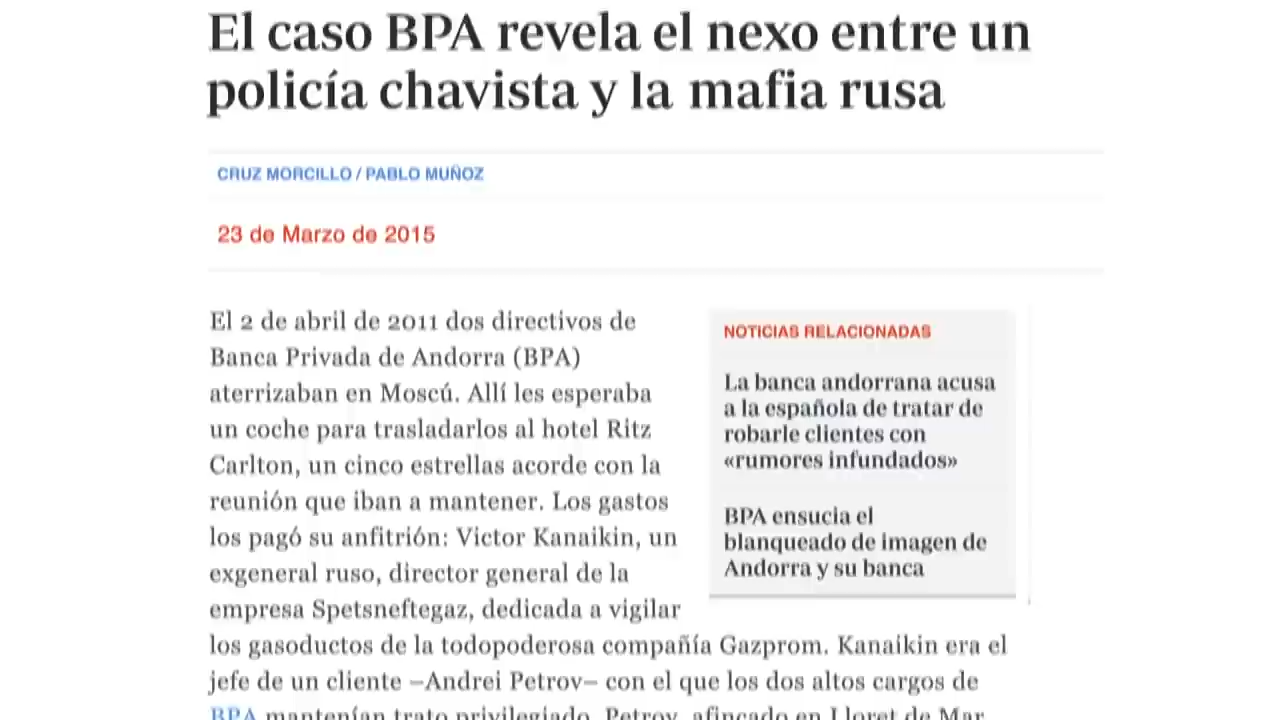 El caso BPA revela el nexo entre un
policía chavista y la mafia rusa
CRUZ MORCILLO / PABLO MUÑOZ
23 de Marzo de 2015
El 2 de abril de 2011 dos directivos de
Banca Privada de Andorra (BPA)
aterrizaban en Moscú. Allí les esperaba
un coche para trasladarlos al hotel Ritz
Carlton, un cinco estrellas acorde con la
reunión que iban a mantener. Los gastos
los pagó su anfitrión: Victor Kanaikin, un
exgeneral ruso, director general de la
empresa Spetsneftegaz, dedicada a vigilar
los gasoductos de la todopoderosa compañía Gazprom. Kanaikin era el
jefe de un cliente –Andrei Petrov– con el que los dos altos cargos de
BPA mantenían trato privilegiado. Petrov, afincado en Lloret de Mar
NOTICIAS RELACIONADAS
La banca andorrana acusa
a la española de tratar de
robarle clientes con
«rumores infundados»
BPA ensucia el
blanqueado de imagen de
Andorra y su banca